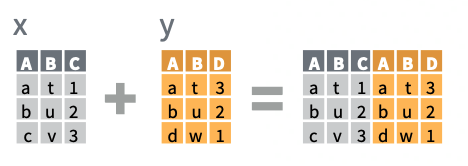 x y
A B C A B D A B C A B D
a t 1 a t 3 a t 1 a t 3
b u 2 + b u 2 = b u 2 b u 2
c v 3 d w 1 c v 3 d w 1